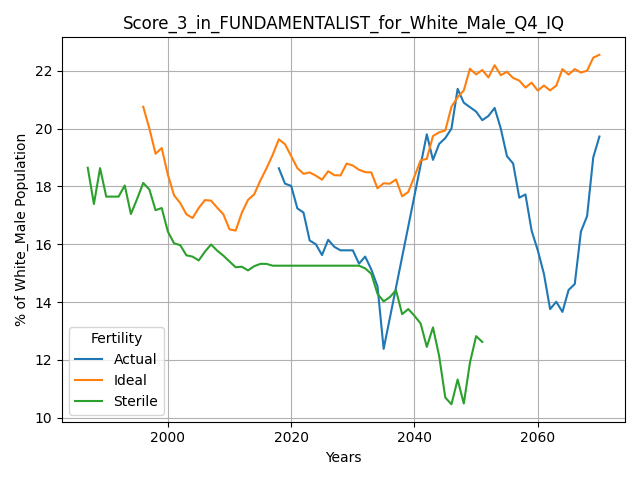 Score_3_in_FUNDAMENTALIST_for_White_Male_Q4_IQ
% of White_Male Population
22
20
18
16
14
12
10
Fertility
Actual
Ideal
Sterile
2000
2020
2040
2060
Years